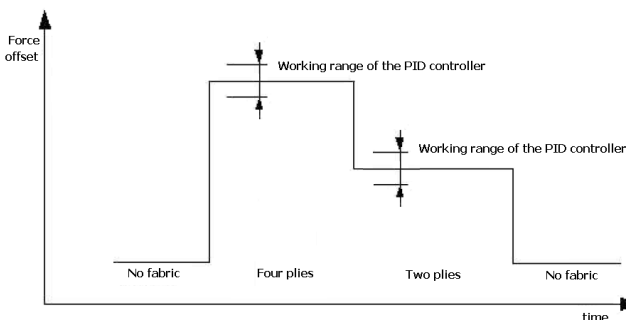 Force
offset
Working range of the PID controller
Working range of the PID controller
No fabric
Four plies
Two plies
No fabric
time